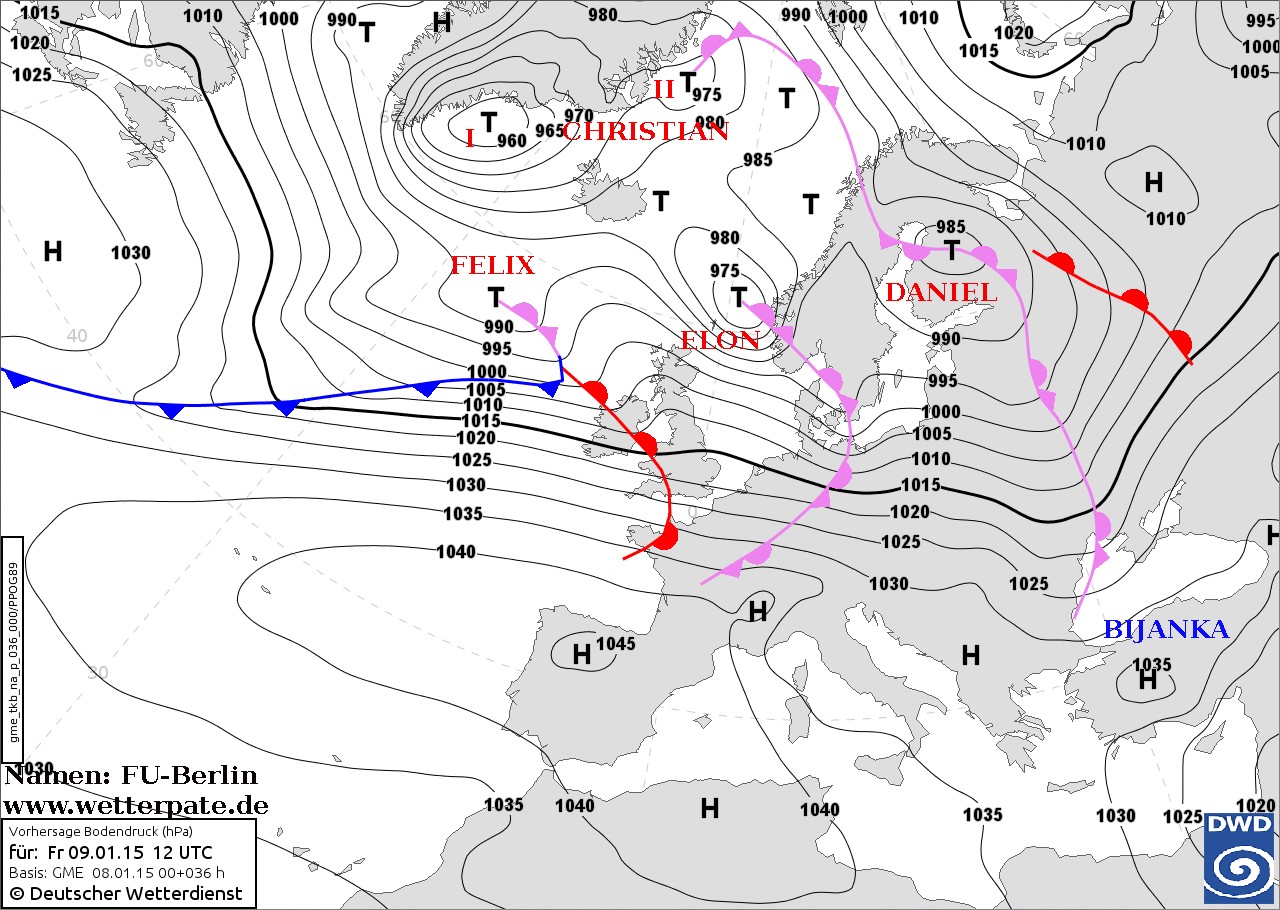 1015
1010
1000
990
T
H
980
990
1000
1010
1020
1015
995
1000
1005
1020
1025
60
II
T
975
T
980
970
965
CHRISTIAN
I
T
960
985
1010
H
1010
T
T
H
1030
980
985
T
975
FELIX
T
T
DANIEL
ELON
40
990
995
1000
1005
1010
1015
1020
1025
1030
1035
1040
990
995
1000
1005
1010
1015
1020
1025
1030
1025
0
H
H
H
1045
H
BIJANKA
1035
H
30
gme_tkb_na_p_036_000/PPOG89
1030
Namen: FU-Berlin
www.wetterpate.de
1035
1040
H
1040
1035
1030
1025
1020
Vorhersage Bodendruck (hPa)
für: Fr 09.01.15 12 UTC
Basis: GME 08.01.15 00+036 h
© Deutscher Wetterdienst
DWD